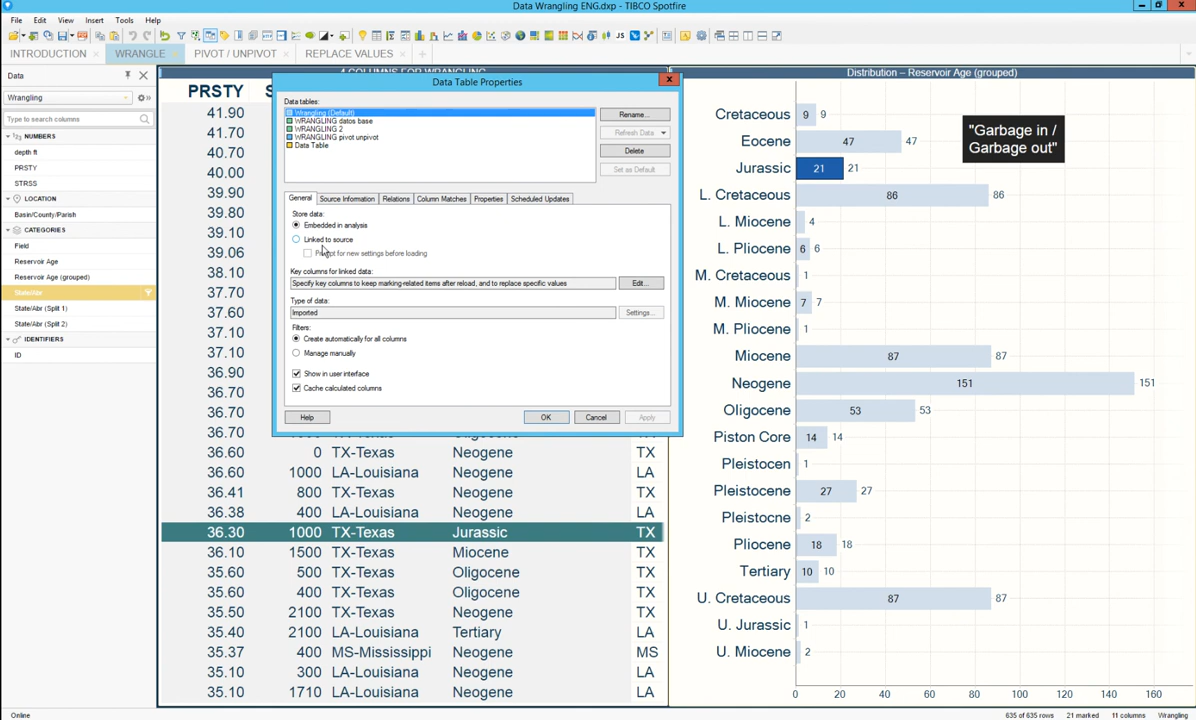 Data Wrangling ENG.dxp - TIBCO Spotfire
File Edit View Insert Tools Help
JS
INTRODUCTION WRANGLE PIVOT / UNPIVOT REPLACE VALUES
Data
Wrangling
Type to search columns
NUMBERS
depth ft
PRSTY
STRSS
LOCATION
Basin/County/Parish
CATEGORIES
Field
Reservoir Age
Reservoir Age (grouped)
State/Abr
State/Abr (Split 1)
State/Abr (Split 2)
IDENTIFIERS
ID
4 COLUMNS FOR WRANGLING
PRSTY
41.90
41.70
40.70
40.00
39.90
39.80
39.10
39.06
38.10
37.70
37.60
37.10
37.10
36.90
36.70
36.70
36.70
36.60 0 TX-Texas Neogene TX
36.60 1000 LA-Louisiana Neogene LA
36.41 800 TX-Texas Neogene TX
36.38 400 LA-Louisiana Neogene LA
36.30 1000 TX-Texas Jurassic TX
36.10 1500 TX-Texas Miocene TX
35.60 500 TX-Texas Oligocene TX
35.60 400 TX-Texas Oligocene TX
35.50 2100 TX-Texas Neogene TX
35.40 2100 LA-Louisiana Tertiary LA
35.37 400 MS-Mississippi Neogene MS
35.10 300 LA-Louisiana Neogene LA
35.10 1710 LA-Louisiana Neogene LA
Data Table Properties
Data tables:
Wrangling (Default)
WRANGLING datos base
WRANGLING 2
WRANGLING pivot unpivot
Data Table
Rename...
Refresh Data
Delete
Set as Default
General Source Information Relations Column Matches Properties Scheduled Updates
Store data:
Embedded in analysis
Linked to source
Prompt for new settings before loading
Key columns for linked data:
Specify key columns to keep marking-related items after reload, and to replace specific values
Edit...
Type of data:
Imported
Settings...
Filters:
Create automatically for all columns
Manage manually
Show in user interface
Cache calculated columns
Help OK Cancel Apply
Distribution – Reservoir Age (grouped)
"Garbage in /
Garbage out"
Cretaceous 9 9
Eocene 47 47
Jurassic 21 21
L. Cretaceous 86 86
L. Miocene 4
L. Pliocene 6 6
M. Cretaceous 1
M. Miocene 7 7
M. Pliocene 1
Miocene 87 87
Neogene 151 151
Oligocene 53 53
Piston Core 14 14
Pleistocen 1
Pleistocene 27 27
Pleistocne 2
Pliocene 18 18
Tertiary 10 10
U. Cretaceous 87 87
U. Jurassic 1
U. Miocene 2
0 20 40 60 80 100 120 140 160
Online
635 of 635 rows 21 marked 11 columns Wrangling